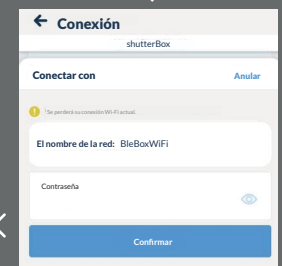 Conexión
shutterBox
Conectar con Anular
Se perderá su conexión Wi-Fi actual.
El nombre de la red: BleBoxWiFi
Contraseña
Confirmar